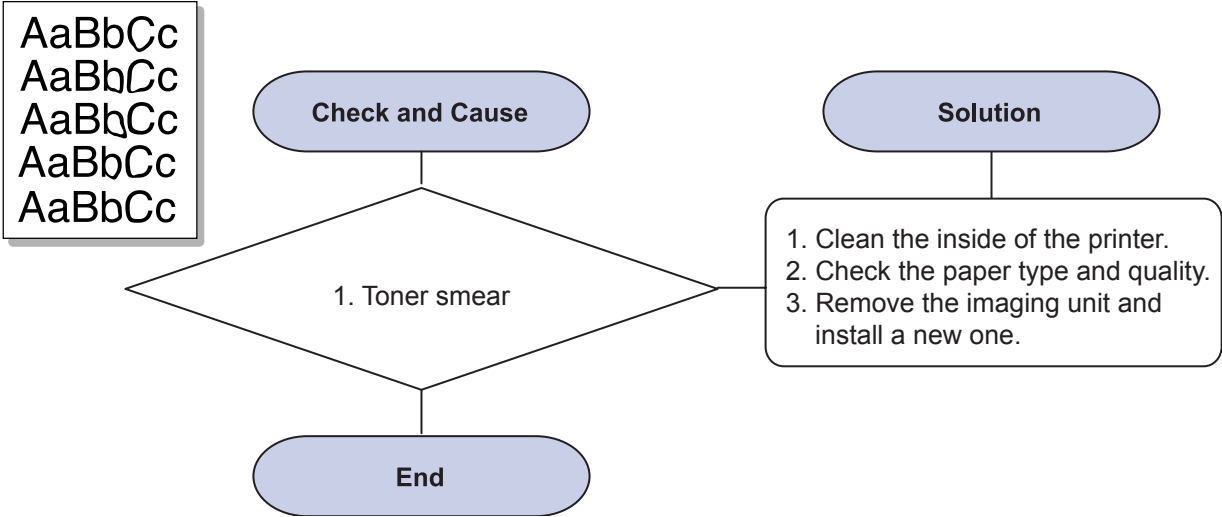 AaBbCc
AaBbCc
AaBbCc
AaBbCc
AaBbCc
Check and Cause
Solution
1. Toner smear
1. Clean the inside of the printer.
2. Check the paper type and quality.
3. Remove the imaging unit and
install a new one.
End